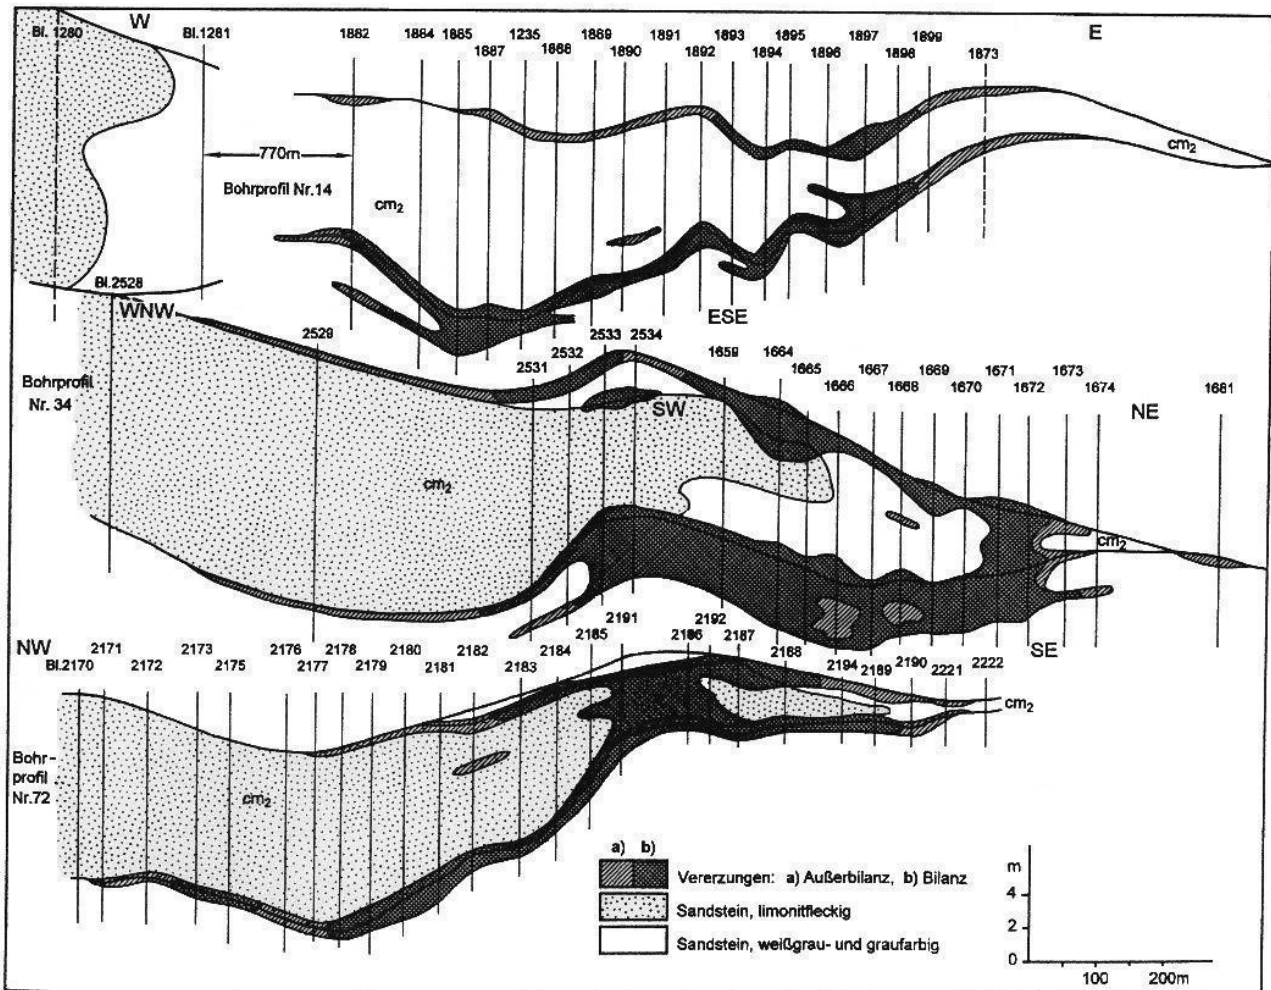 W
E
Bl. 1280
Bl.1281
1882
1884
1885
1887
1235
1888
1889
1890
1891
1892
1893
1894
1895
1896
1897
1898
1899
1873
770m
Bohrprofil Nr.14
cm₂
cm₂
Bl.2528
WNW
ESE
2529
2531
2532
2533
2534
1659
1664
1665
1666
1667
1668
1669
1670
1671
1672
1673
1674
1681
Bohrprofil
Nr. 34
SW
NE
cm₂
cm₂
NW
SE
Bl.2170
2171
2172
2173
2175
2176
2177
2178
2179
2180
2181
2182
2183
2184
2185
2191
2186
2192
2187
2188
2194
2189
2190
2221
2222
cm₂
Bohr-
profil
Nr.72
cm₂
a) b)
Vererzungen: a) Außerbilanz, b) Bilanz
Sandstein, limonitfleckig
Sandstein, weißgrau- und graufarbig
m
4
2
0
100 200m